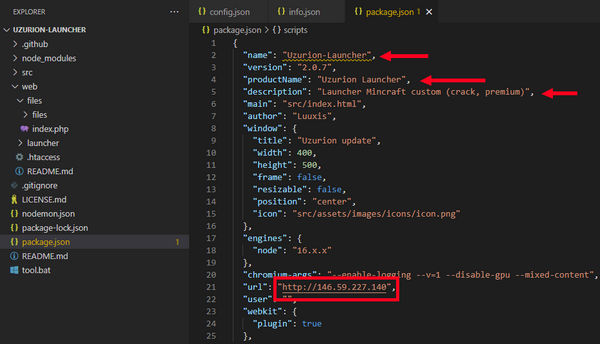 EXPLORER
config.json
info.json
package.json 1 ×
UZURION-LAUNCHER
.github
node_modules
src
web
files
files
index.php
launcher
.htaccess
README.md
.gitignore
LICENSE.md
nodemon.json
package-lock.json
package.json 1
README.md
tool.bat
package.json > scripts
1 {
2 "name": "Uzurion-Launcher",
3 "version": "2.0.7",
4 "productName": "Uzurion Launcher",
5 "description": "Launcher Mincraft custom (crack, premium)",
6 "main": "src/index.html",
7 "author": "Luuxis",
8 "window": {
9 "title": "Uzurion update",
10 "width": 400,
11 "height": 500,
12 "frame": false,
13 "resizable": false,
14 "position": "center",
15 "icon": "src/assets/images/icons/icon.png"
16 },
17 "engines": {
18 "node": "16.x.x"
19 },
20 "chromium-args": "--enable-logging --v=1 --disable-gpu --mixed-content",
21 "url": "http://146.59.227.140",
22 "user": "",
23 "webkit": {
24 "plugin": true
25 },